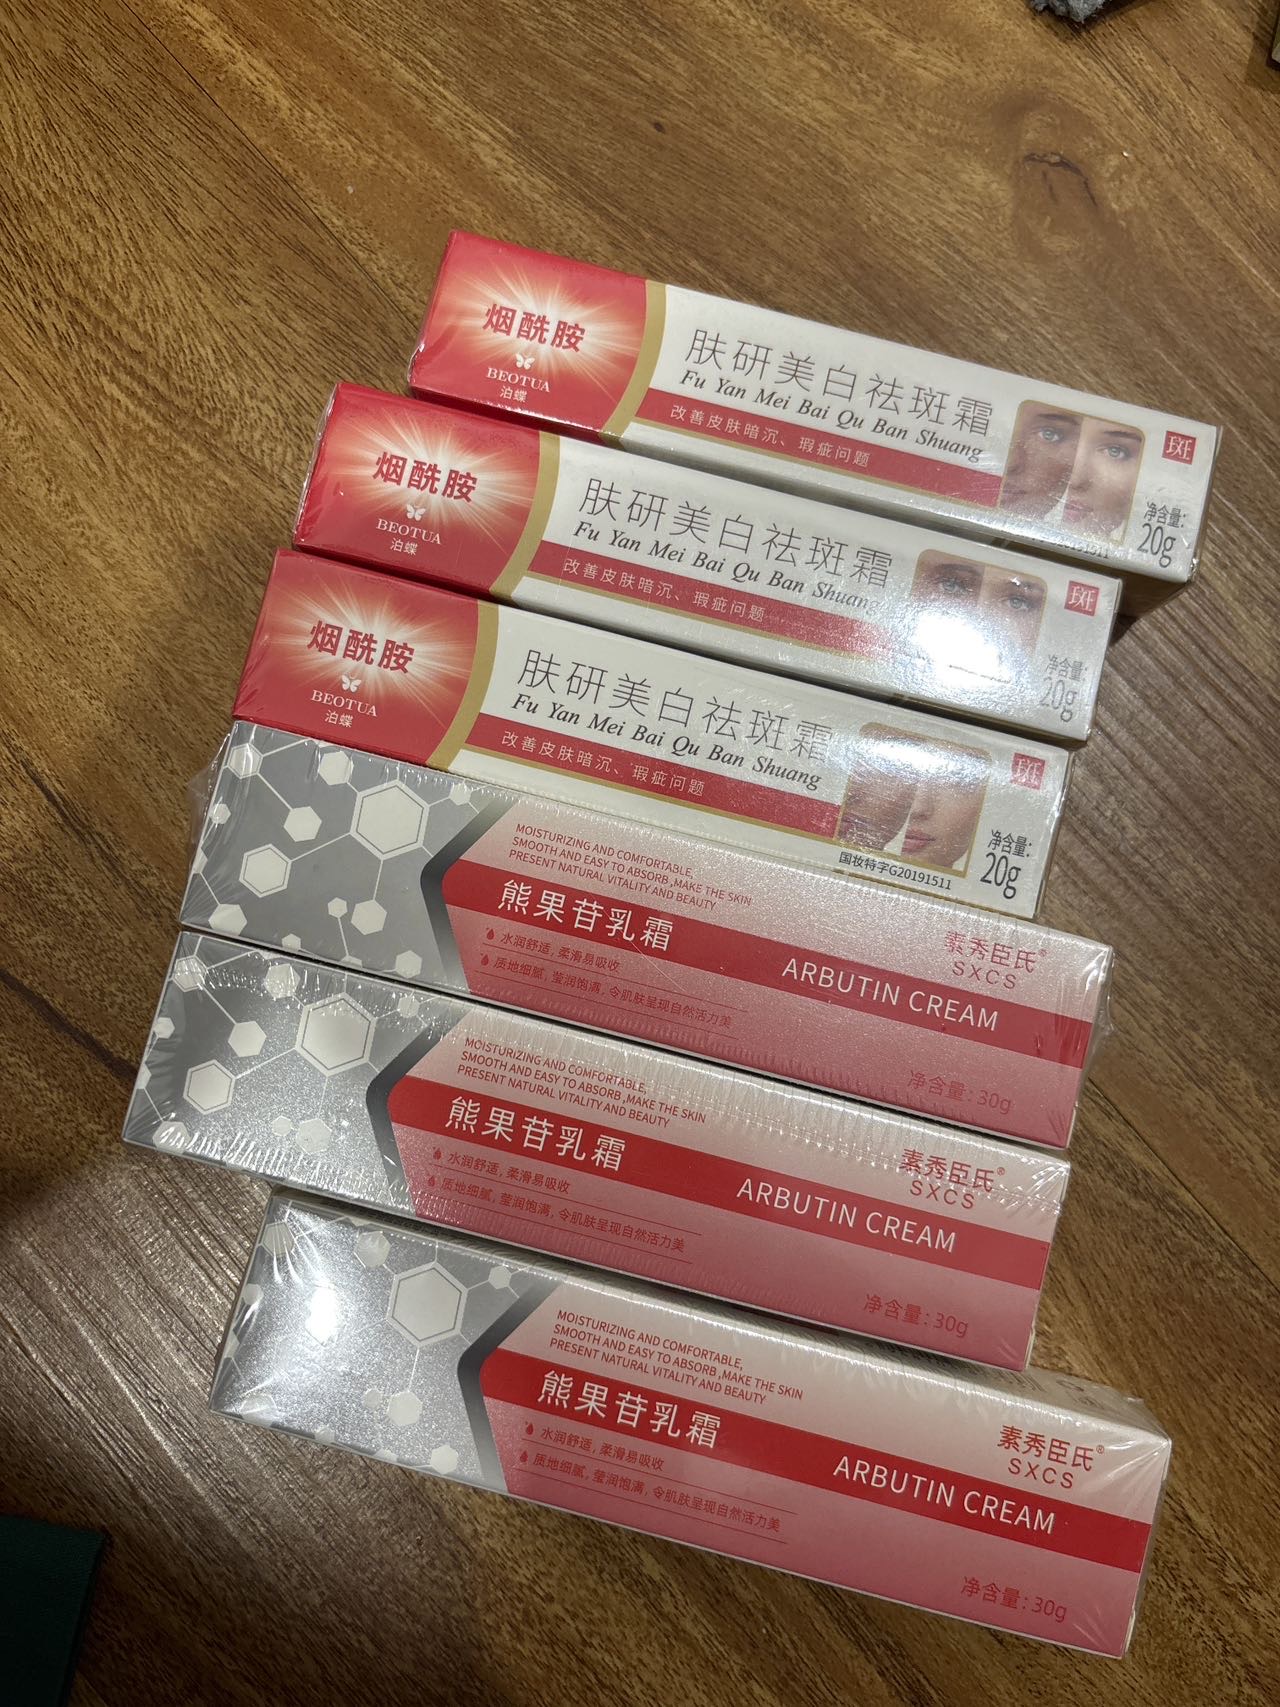 烟酰胺
BEOTUA
泊蝶
肤研美白祛斑霜
Fu Yan Mei Bai Qu Ban Shuang
改善皮肤暗沉、瑕疵问题
斑
净含量:
20g
烟酰胺
BEOTUA
泊蝶
肤研美白祛斑霜
Fu Yan Mei Bai Qu Ban Shuang
改善皮肤暗沉、瑕疵问题
斑
净含量:
20g
烟酰胺
BEOTUA
泊蝶
肤研美白祛斑霜
Fu Yan Mei Bai Qu Ban Shuang
改善皮肤暗沉、瑕疵问题
斑
国妆特字G20191511
净含量:
20g
MOISTURIZING AND COMFORTABLE,
SMOOTH AND EASY TO ABSORB ,MAKE THE SKIN
PRESENT NATURAL VITALITY AND BEAUTY
熊果苷乳霜
ARBUTIN CREAM
素秀臣氏®
SXCS
水润舒适, 柔滑易吸收
质地细腻, 莹润饱满, 令肌肤呈现自然活力美
净含量: 30g
MOISTURIZING AND COMFORTABLE,
SMOOTH AND EASY TO ABSORB ,MAKE THE SKIN
PRESENT NATURAL VITALITY AND BEAUTY
熊果苷乳霜
ARBUTIN CREAM
素秀臣氏®
SXCS
水润舒适, 柔滑易吸收
质地细腻, 莹润饱满, 令肌肤呈现自然活力美
净含量: 30g
MOISTURIZING AND COMFORTABLE,
SMOOTH AND EASY TO ABSORB ,MAKE THE SKIN
PRESENT NATURAL VITALITY AND BEAUTY
熊果苷乳霜
ARBUTIN CREAM
素秀臣氏®
SXCS
水润舒适, 柔滑易吸收
质地细腻, 莹润饱满, 令肌肤呈现自然活力美
净含量: 30g